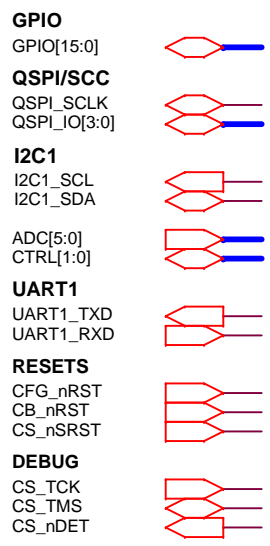 GPIO
GPIO[15:0]
QSPI/SCC
QSPI_SCLK
QSPI_IO[3:0]
I2C1
I2C1_SCL
I2C1_SDA
ADC[5:0]
CTRL[1:0]
UART1
UART1_TXD
UART1_RXD
RESETS
CFG_nRST
CB_nRST
CS_nSRST
DEBUG
CS_TCK
CS_TMS
CS_nDET